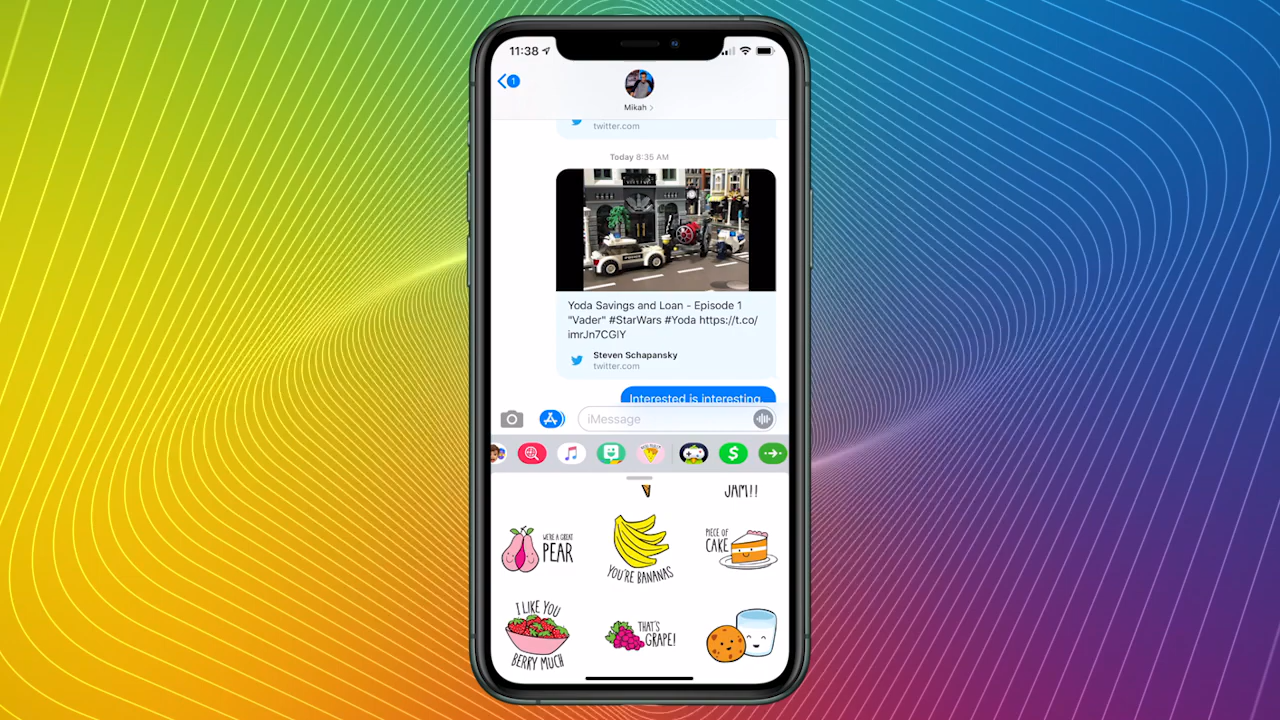 11:38
1
Mikah >
twitter.com
Today 8:35 AM
Yoda Savings and Loan - Episode 1
"Vader" #StarWars #Yoda https://t.co/
imrJn7CGIY
Steven Schapansky
twitter.com
Interested is interesting.
iMessage
$
JAM!!
WE'RE A GREAT
PEAR
YOU'RE BANANAS
PIECE OF
CAKE
I LIKE YOU
BERRY MUCH
THAT'S
GRAPE!